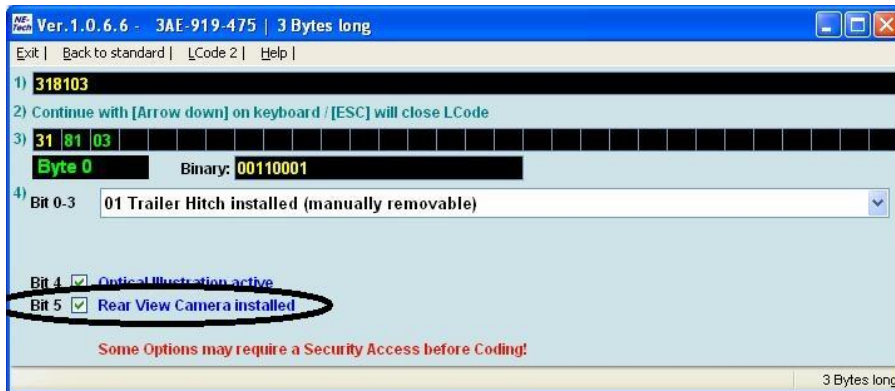 NE-Tech Ver.1.0.6.6 - 3AE-919-475 | 3 Bytes long
Exit | Back to standard | LCode 2 | Help |
1) 318103
2) Continue with [Arrow down] on keyboard / [ESC] will close LCode
3) 31 81 03
Byte 0 Binary: 00110001
4) Bit 0-3 01 Trailer Hitch installed (manually removable)
Bit 4 Optical Illustration active
Bit 5 Rear View Camera installed
Some Options may require a Security Access before Coding!
3 Bytes long